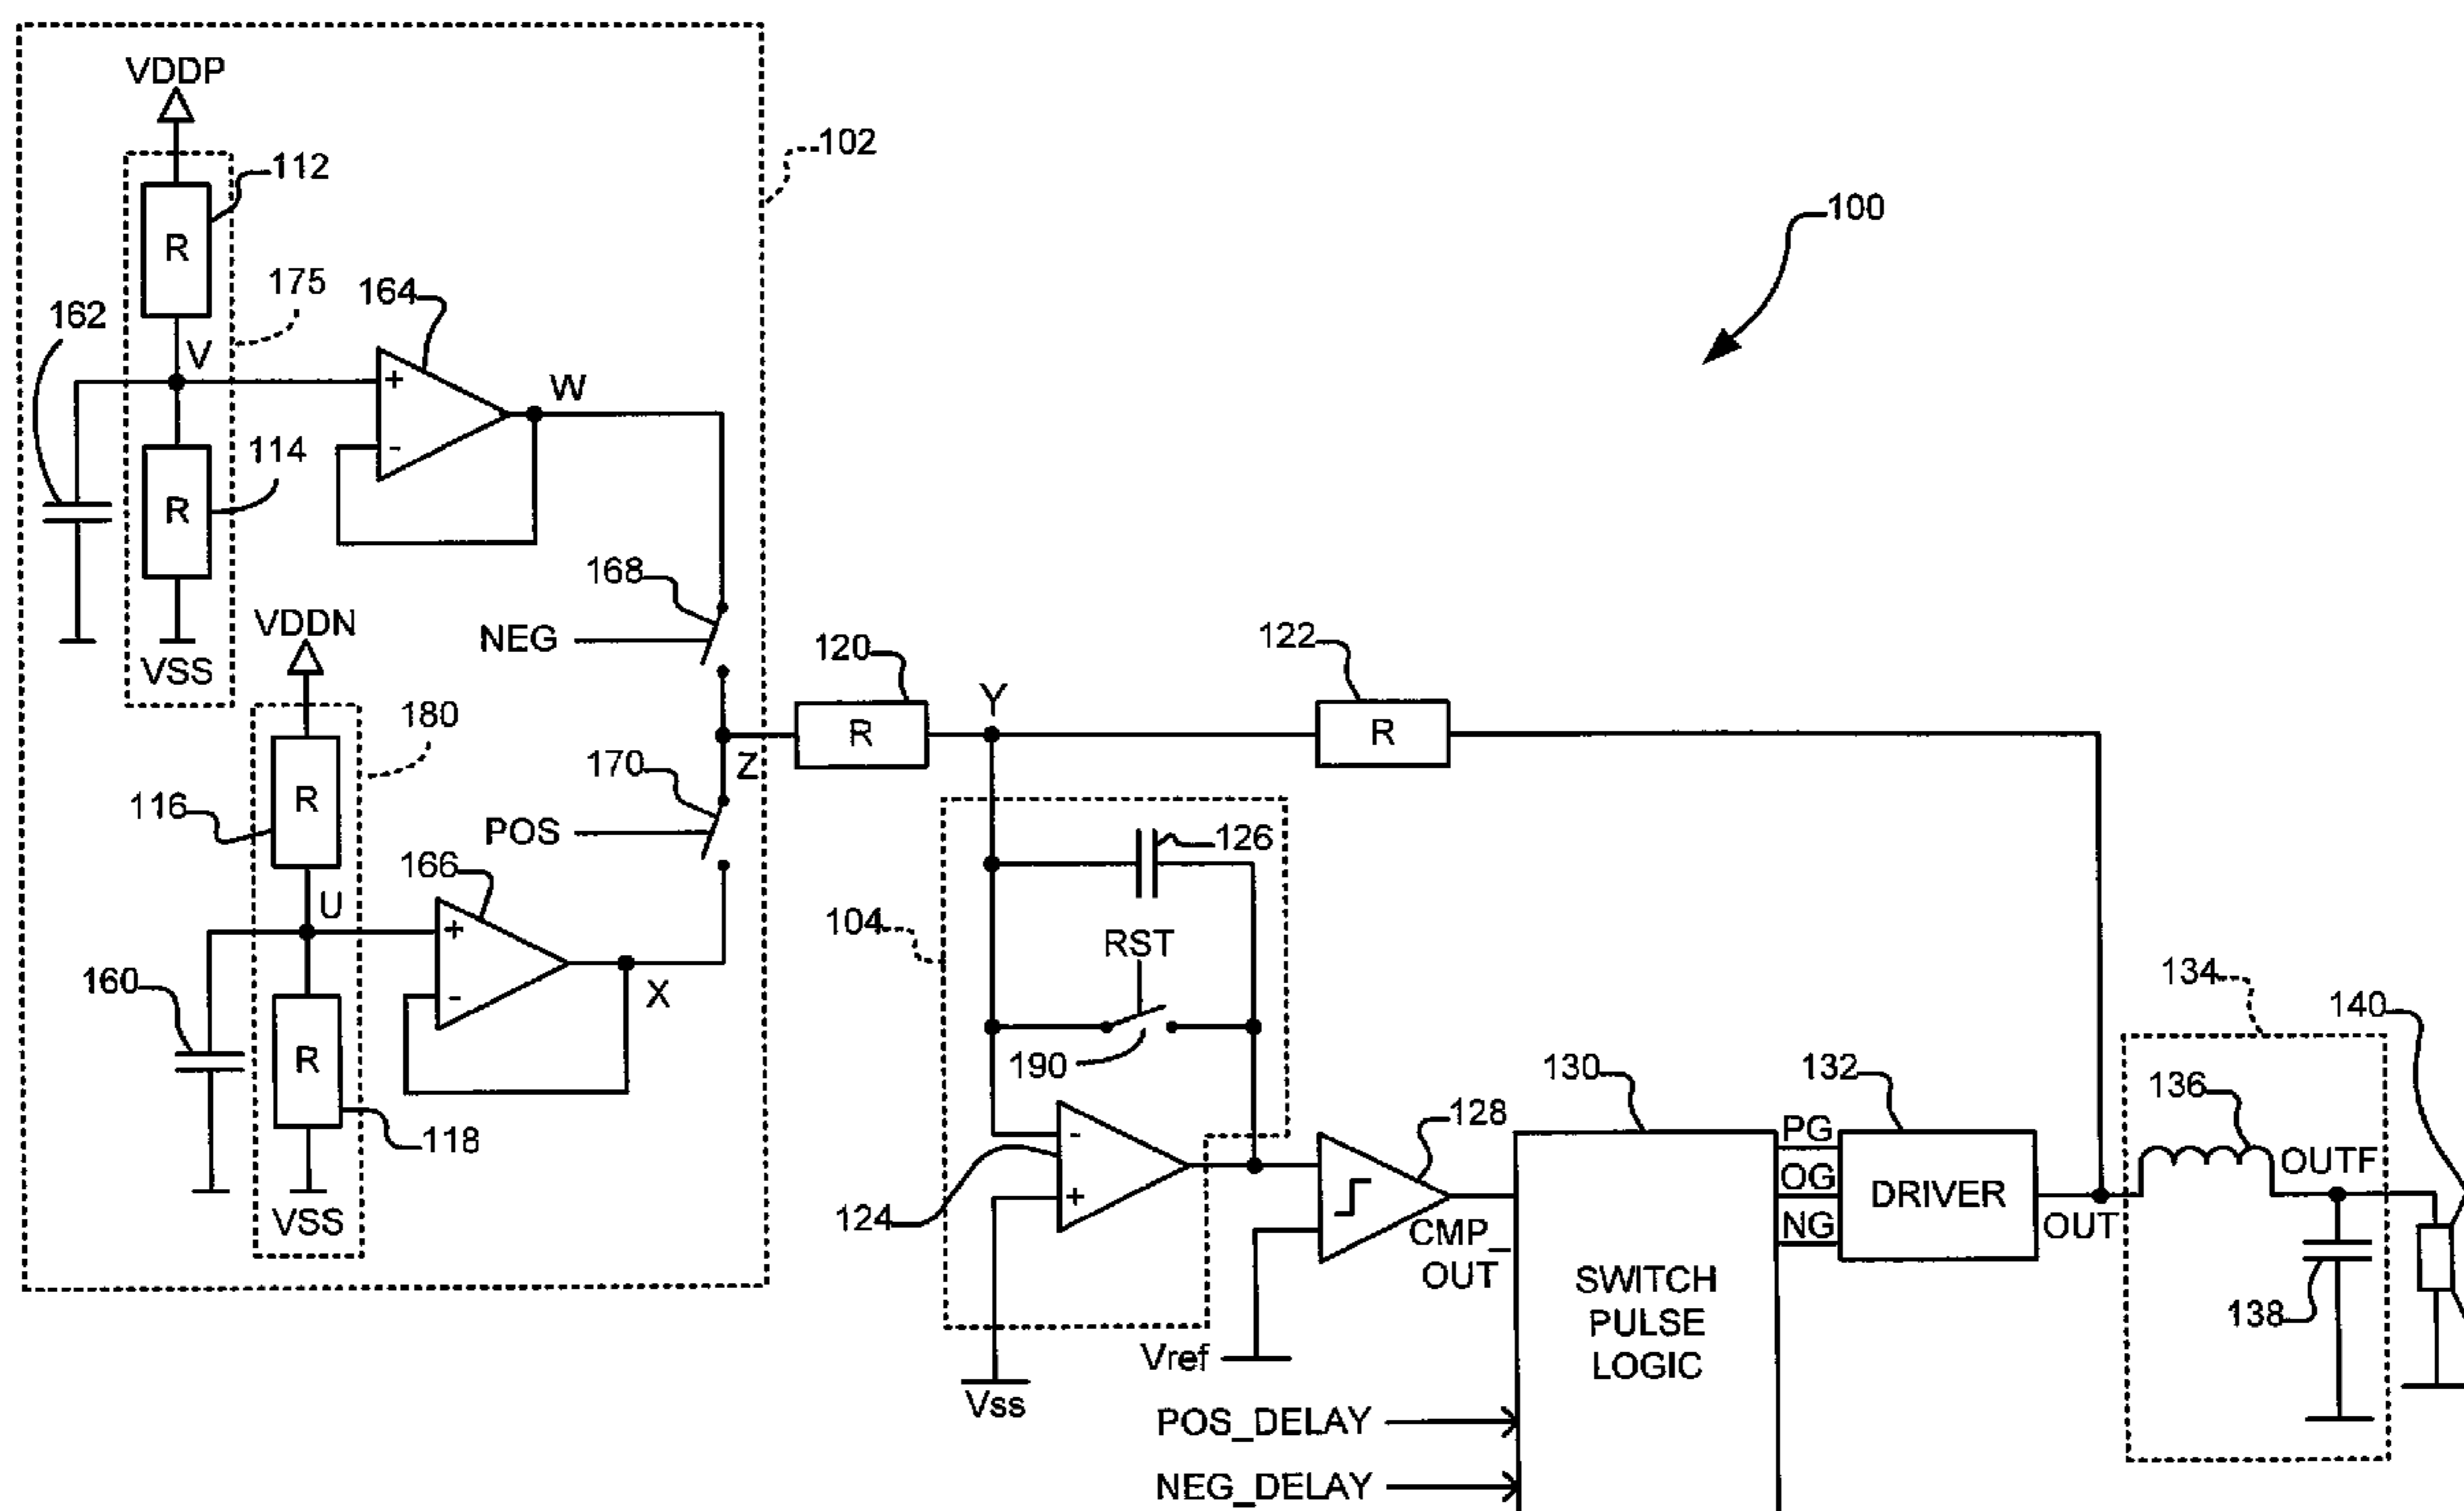 VDDP
112
102
R
100
162
175
164
V
W
+
-
114
R
168
VSS
VDDN
NEG
120
122
Y
180
R
R
170
Z
R
116
POS
126
U
166
104
RST
+
-
160
X
134
140
R
190
130
132
136
118
128
PG
OUTF
-
OG
DRIVER
+
VSS
124
NG
OUT
CMP_
OUT
SWITCH
PULSE
LOGIC
138
Vref
Vss
POS_DELAY
NEG_DELAY